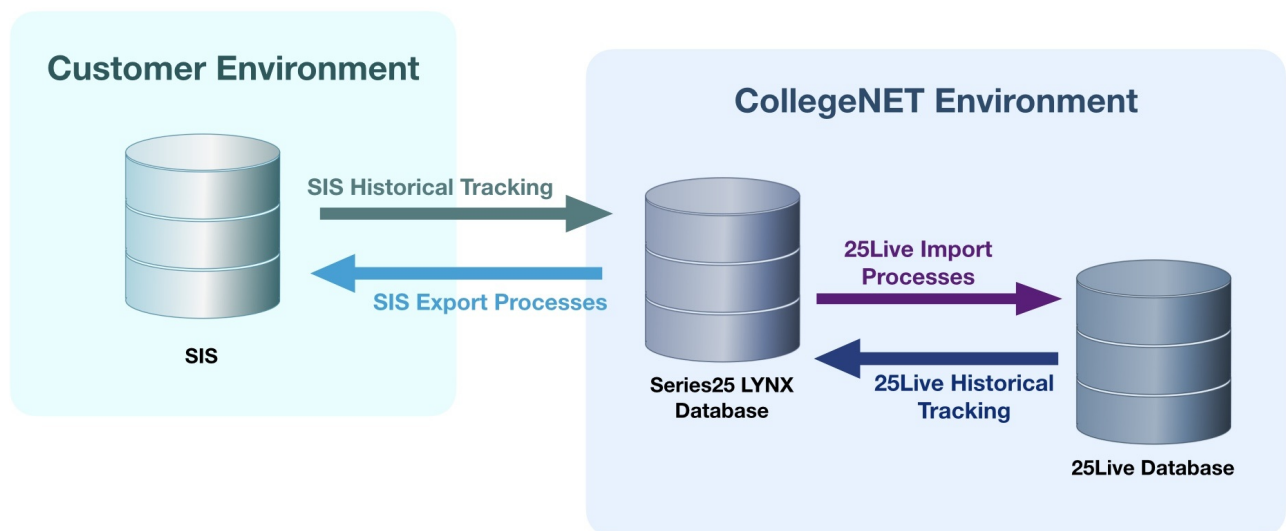 Customer Environment
CollegeNET Environment
SIS Historical Tracking
SIS Export Processes
SIS
25Live Import
Processes
Series25 LYNX
Database
25Live Historical
Tracking
25Live Database